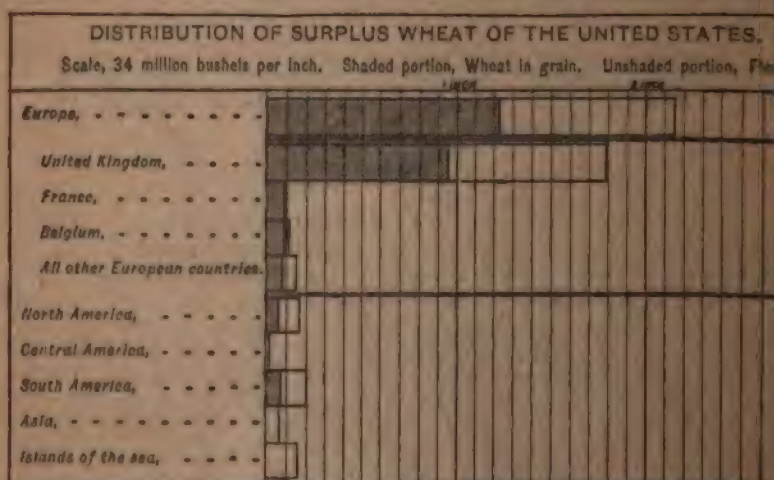 DISTRIBUTION OF SURPLUS WHEAT OF THE UNITED STATES.
Scale, 34 million bushels per inch. Shaded portion, Wheat in grain. Unshaded portion,
1 INCH
Europe,
United Kingdom,
France,
Belgium,
All other European countries.
North America,
Central America,
South America,
Asia,
Islands of the sea,